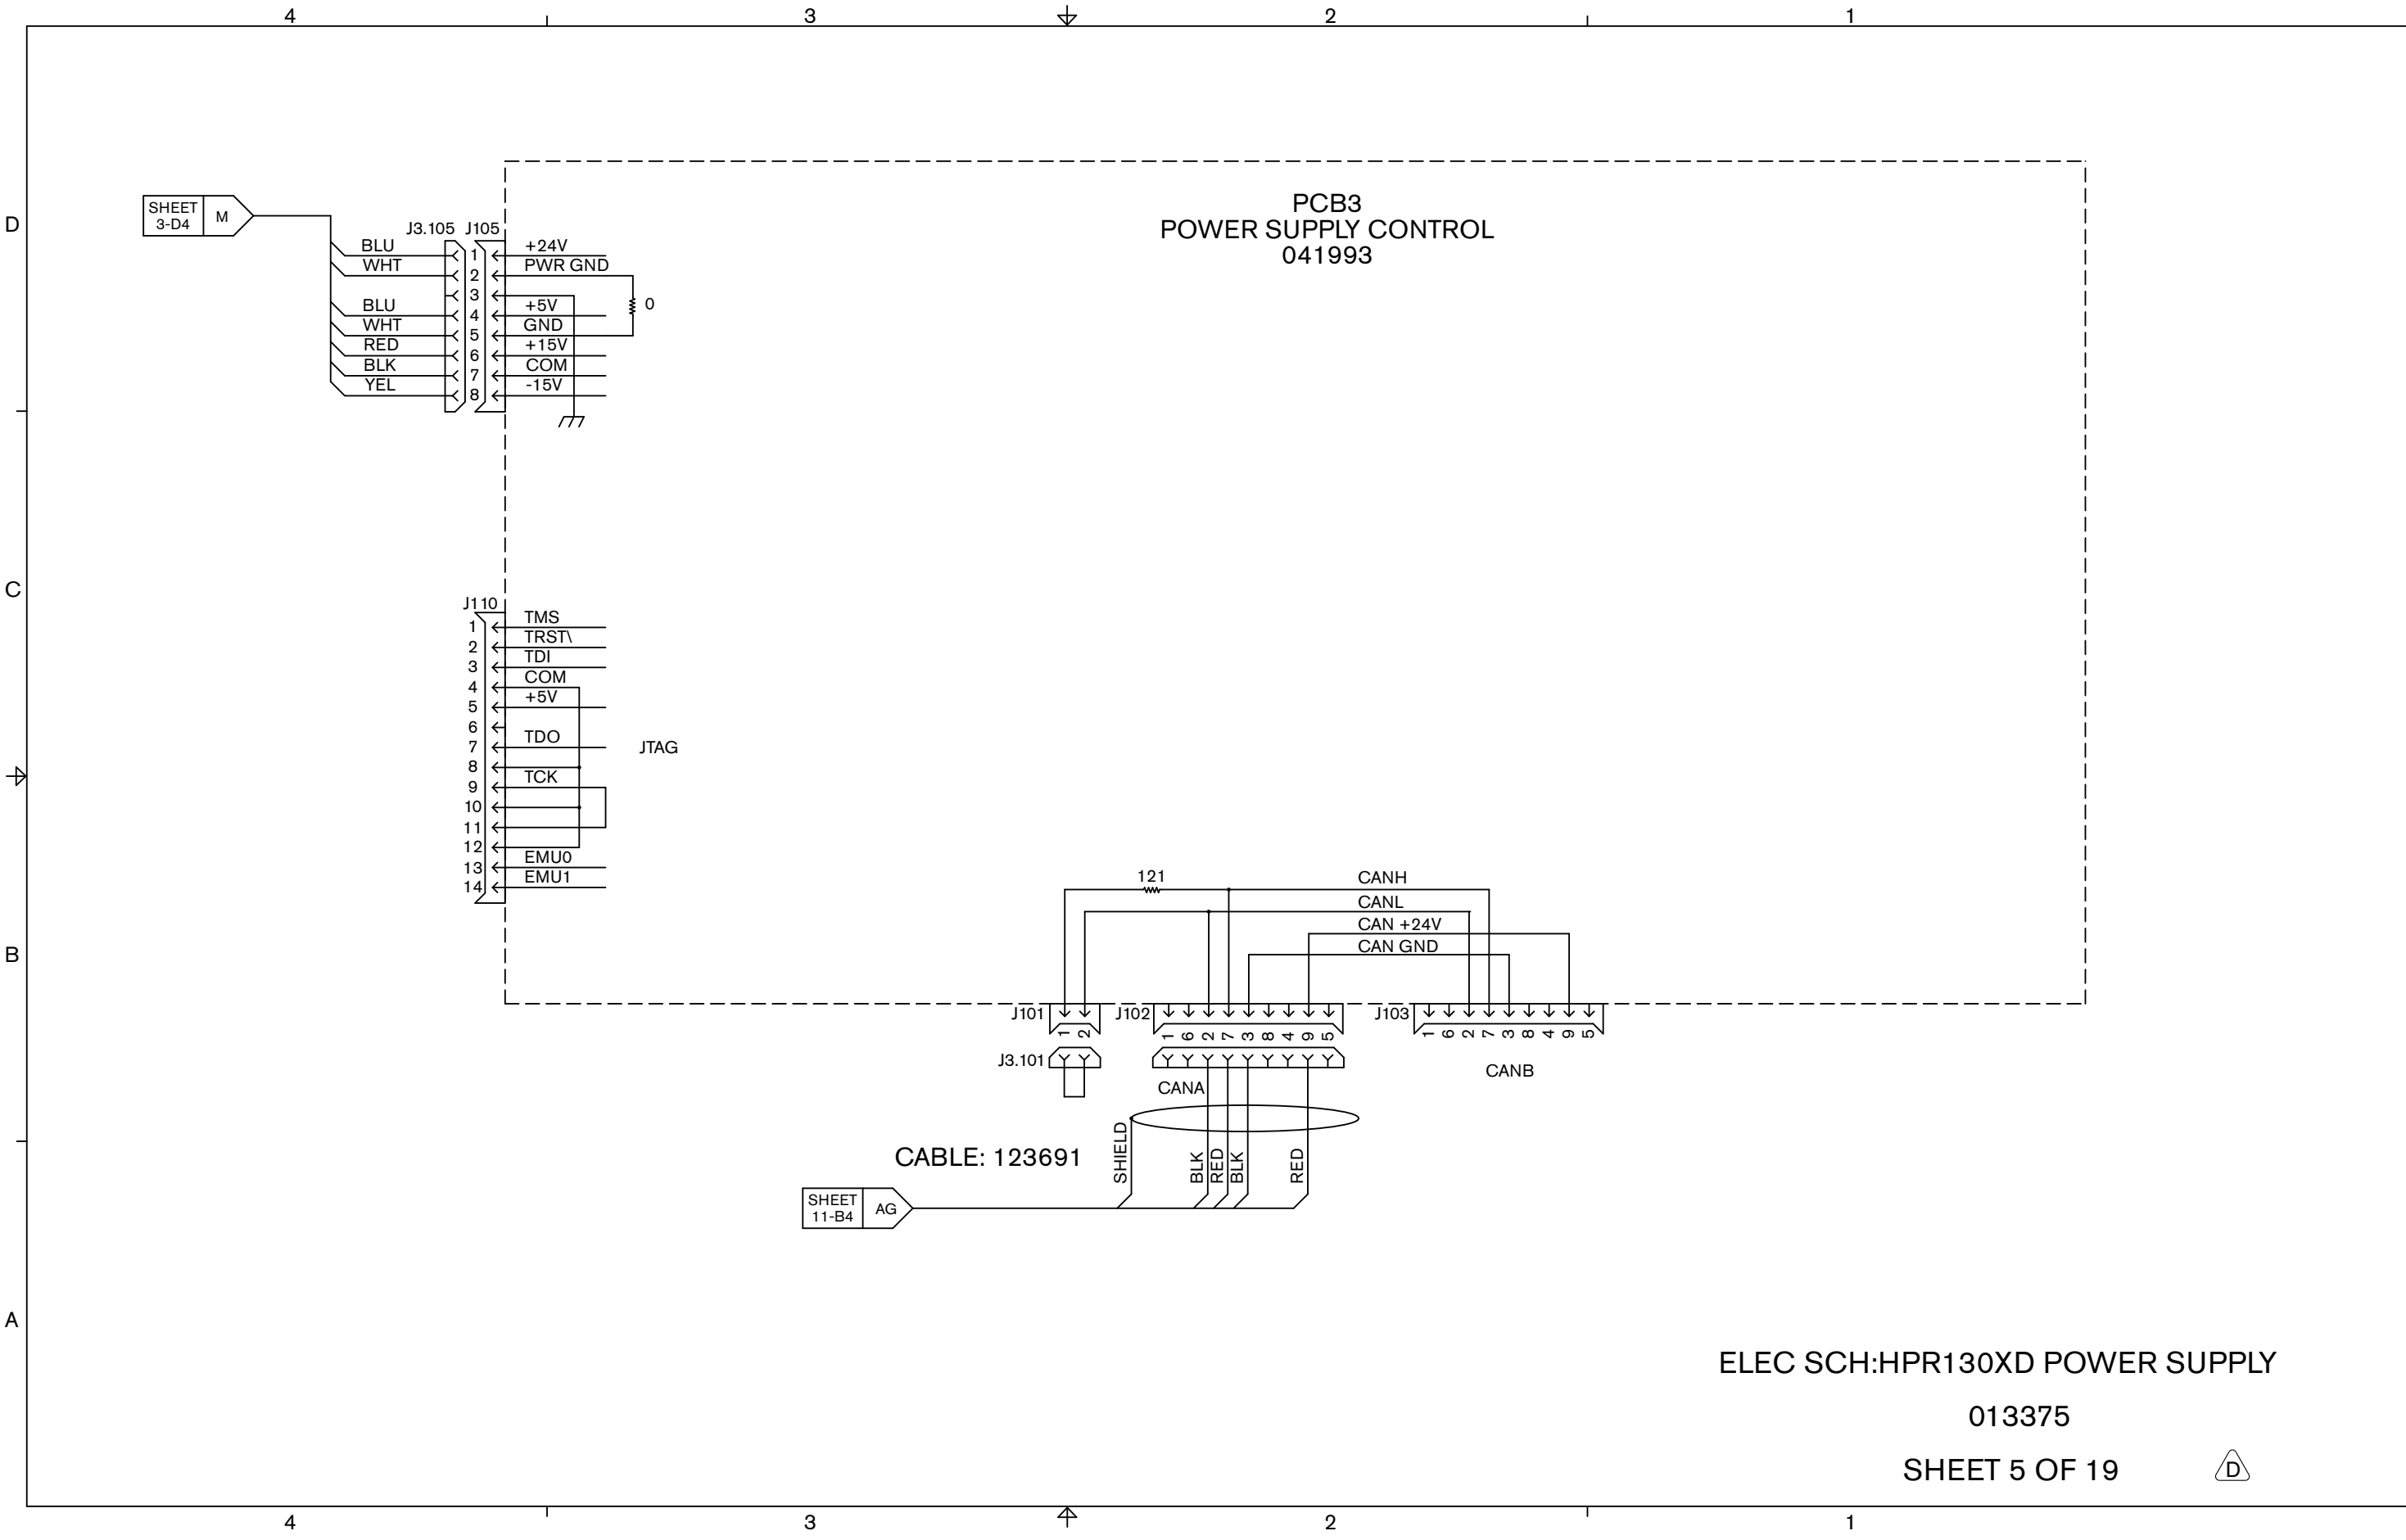 4 3 2 1
D
C
B
A
SHEET
3-D4
M
J3.105 J105
BLU 1 +24V
WHT 2 PWR GND
3
BLU 4 +5V
WHT 5 GND
RED 6 +15V
BLK 7 COM
YEL 8 -15V
0
PCB3
POWER SUPPLY CONTROL
041993
J110
1 TMS
2 TRST\
3 TDI
4 COM
5 +5V
6
7 TDO
8
9 TCK
10
11
12
13 EMU0
14 EMU1
JTAG
121
CANH
CANL
CAN +24V
CAN GND
J101
1 2
J102
1 6 2 7 3 8 4 9 5
J103
1 6 2 7 3 8 4 9 5
J3.101
CANA
CANB
CABLE: 123691
SHIELD
BLK
RED
BLK
RED
SHEET
11-B4
AG
ELEC SCH:HPR130XD POWER SUPPLY
013375
SHEET 5 OF 19
D
4 3 2 1